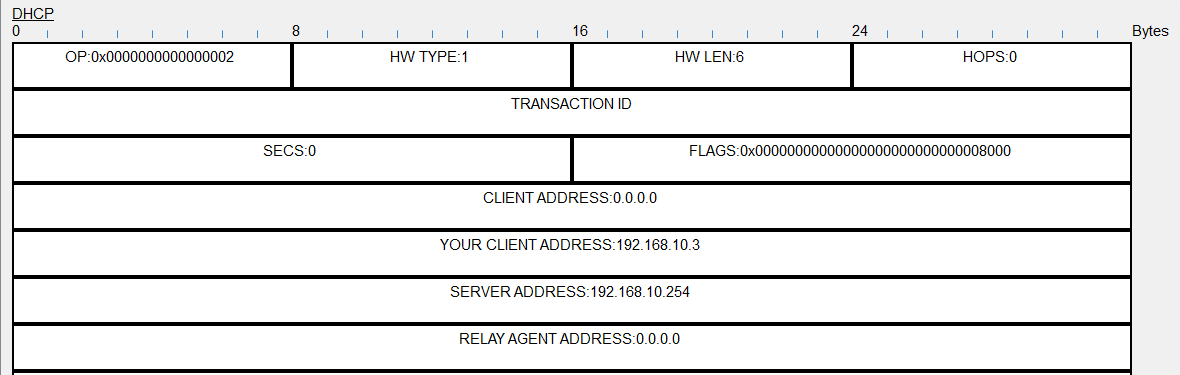 DHCP
0 8 16 24 Bytes
OP:0x0000000000000002 HW TYPE:1 HW LEN:6 HOPS:0
TRANSACTION ID
SECS:0 FLAGS:0x00000000000000000000000000008000
CLIENT ADDRESS:0.0.0.0
YOUR CLIENT ADDRESS:192.168.10.3
SERVER ADDRESS:192.168.10.254
RELAY AGENT ADDRESS:0.0.0.0